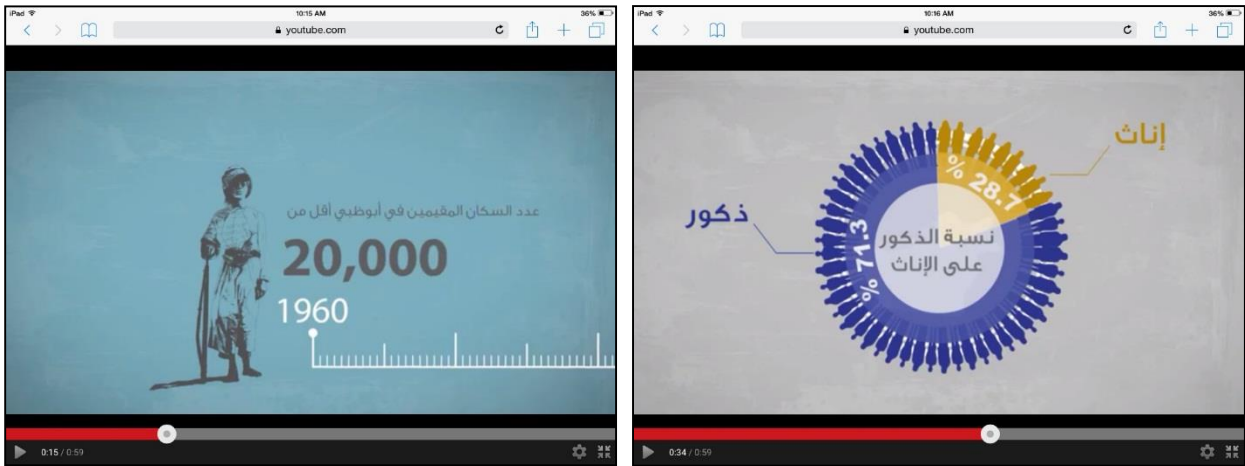 iPad 10:15 AM 36%
youtube.com
عدد السكان المقيمين في أبوظبي أقل من
20,000
1960
0:15 / 0:59
iPad 10:16 AM 36%
youtube.com
إناث
% 28.7
ذكور
% 71.3
نسبة الذكور
على الإناث
0:34 / 0:59